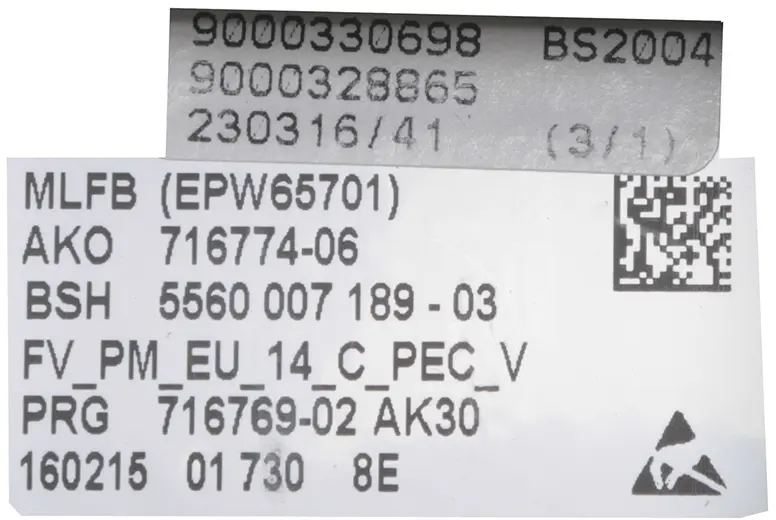 9000330698 BS2004
9000328865
230316/41 (3/1)
MLFB (EPW65701)
AKO 716774-06
BSH 5560 007 189 - 03
FV_PM_EU_14_C_PEC_V
PRG 716769-02 AK30
160215 01 730 8E